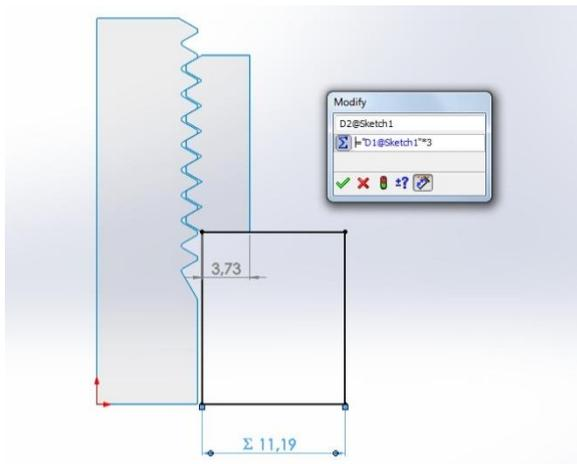 Modify
D2@Sketch1
Σ ="D1@Sketch1"*3
±?
3,73
Σ 11,19